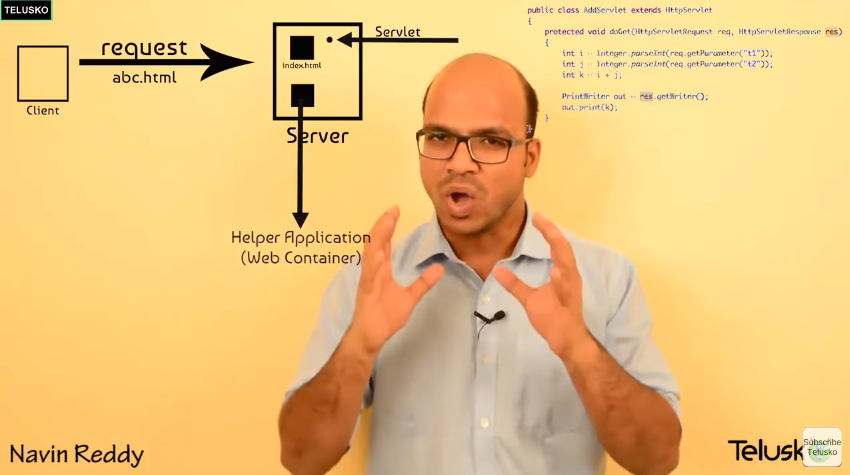 TELUSKO
request
abc.html
Client
index.html
Servlet
Server
Helper Application
(Web Container)
public class AddServlet extends HttpServlet
{
protected void doGet(HttpServletRequest req, HttpServletResponse res)
{
int i = Integer.parseInt(req.getParameter("t1"));
int j = Integer.parseInt(req.getParameter("t2"));
int k = i + j;
PrintWriter out = res.getWriter();
out.print(k);
}
Navin Reddy
Telusk
Subscribe
Telusko